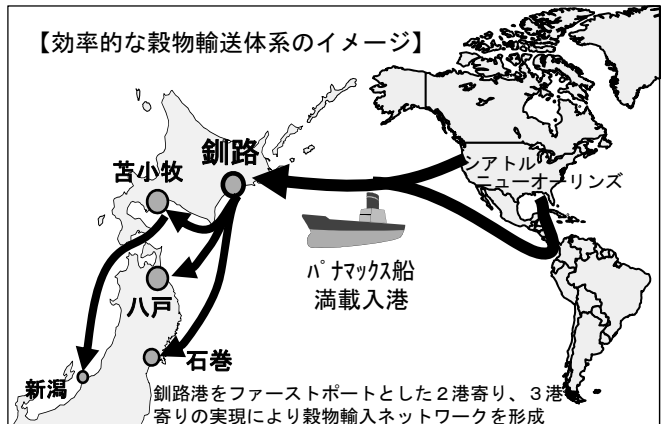 【効率的な穀物輸送体系のイメージ】
釧路
苫小牧
シアトル
ニューオーリンズ
パナマックス船
満載入港
八戸
石巻
新潟
釧路港をファーストポートとした２港寄り、３港
寄りの実現により穀物輸入ネットワークを形成